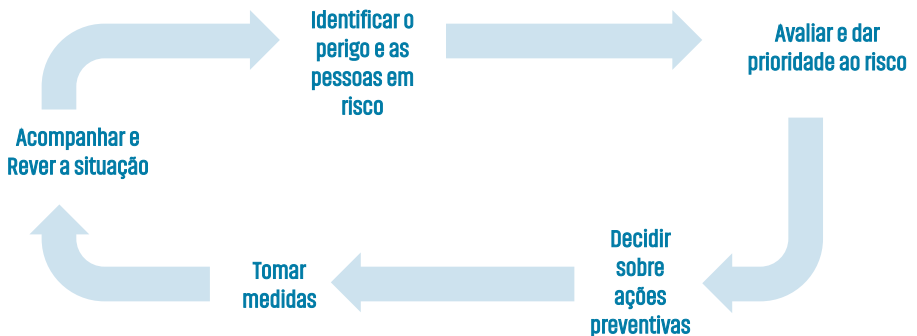 Identificar o
perigo e as
pessoas em
risco
Avaliar e dar
prioridade ao risco
Decidir
sobre
ações
preventivas
Tomar
medidas
Acompanhar e
Rever a situação